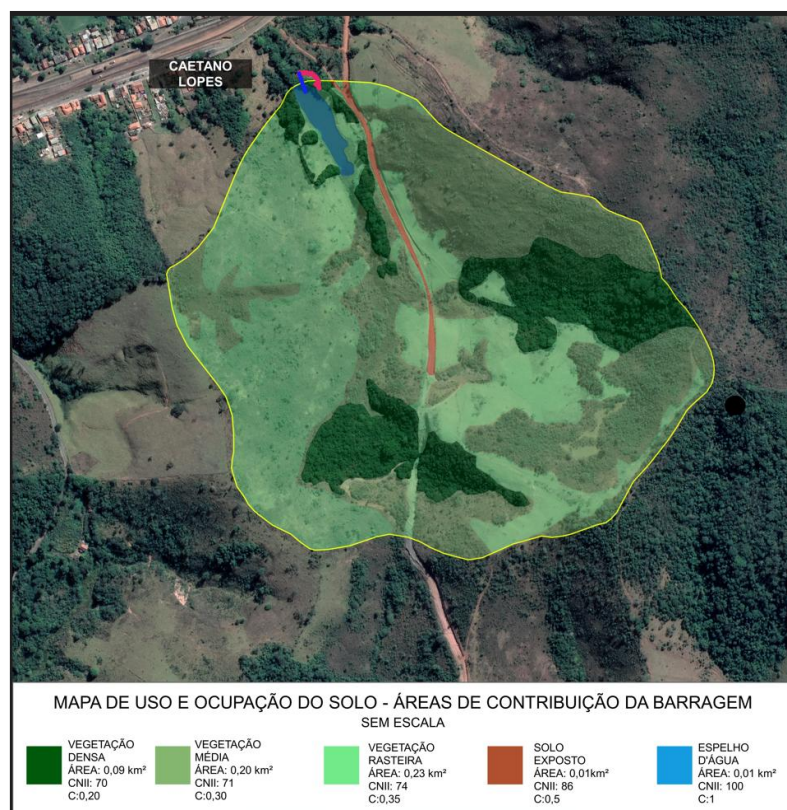 CAETANO
LOPES
MAPA DE USO E OCUPAÇÃO DO SOLO - ÁREAS DE CONTRIBUIÇÃO DA BARRAGEM
SEM ESCALA
VEGETAÇÃO
DENSA
ÁREA: 0,09 km²
CNII: 70
C:0,20
VEGETAÇÃO
MÉDIA
ÁREA: 0,20 km²
CNII: 71
C:0,30
VEGETAÇÃO
RASTEIRA
ÁREA: 0,23 km²
CNII: 74
C:0,35
SOLO
EXPOSTO
ÁREA: 0,01km²
CNII: 86
C:0,5
ESPELHO
D'ÁGUA
ÁREA: 0,01 km²
CNII: 100
C:1